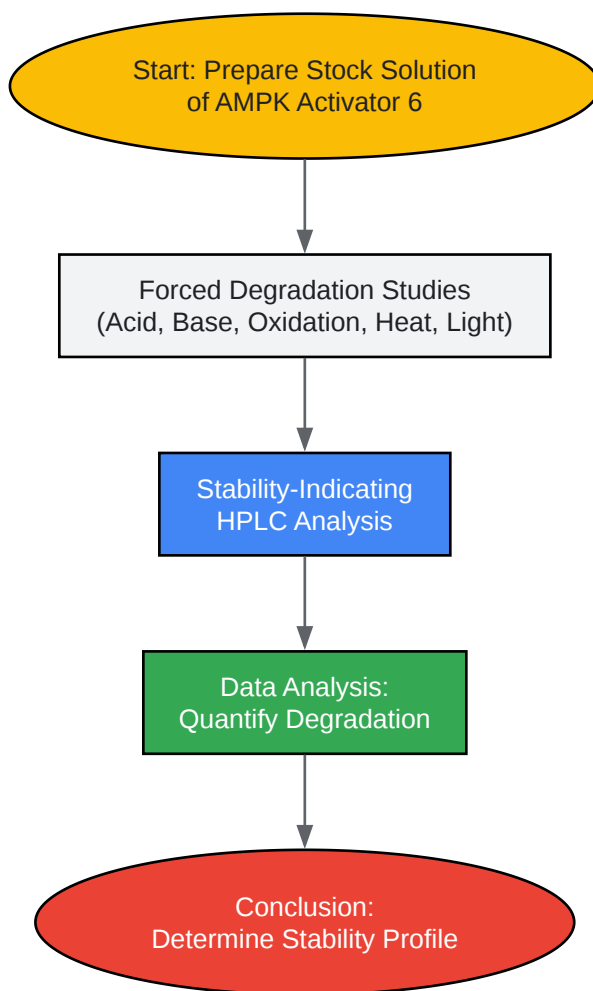 Start: Prepare Stock Solution
of AMPK Activator 6
Forced Degradation Studies
(Acid, Base, Oxidation, Heat, Light)
Stability-Indicating
HPLC Analysis
Data Analysis:
Quantify Degradation
Conclusion:
Determine Stability Profile